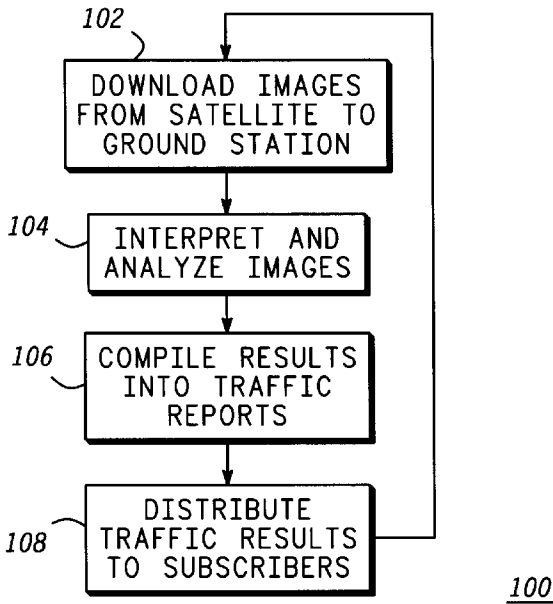 102
DOWNLOAD IMAGES
FROM SATELLITE TO
GROUND STATION
104
INTERPRET AND
ANALYZE IMAGES
106
COMPILE RESULTS
INTO TRAFFIC
REPORTS
108
DISTRIBUTE
TRAFFIC RESULTS
TO SUBSCRIBERS
100